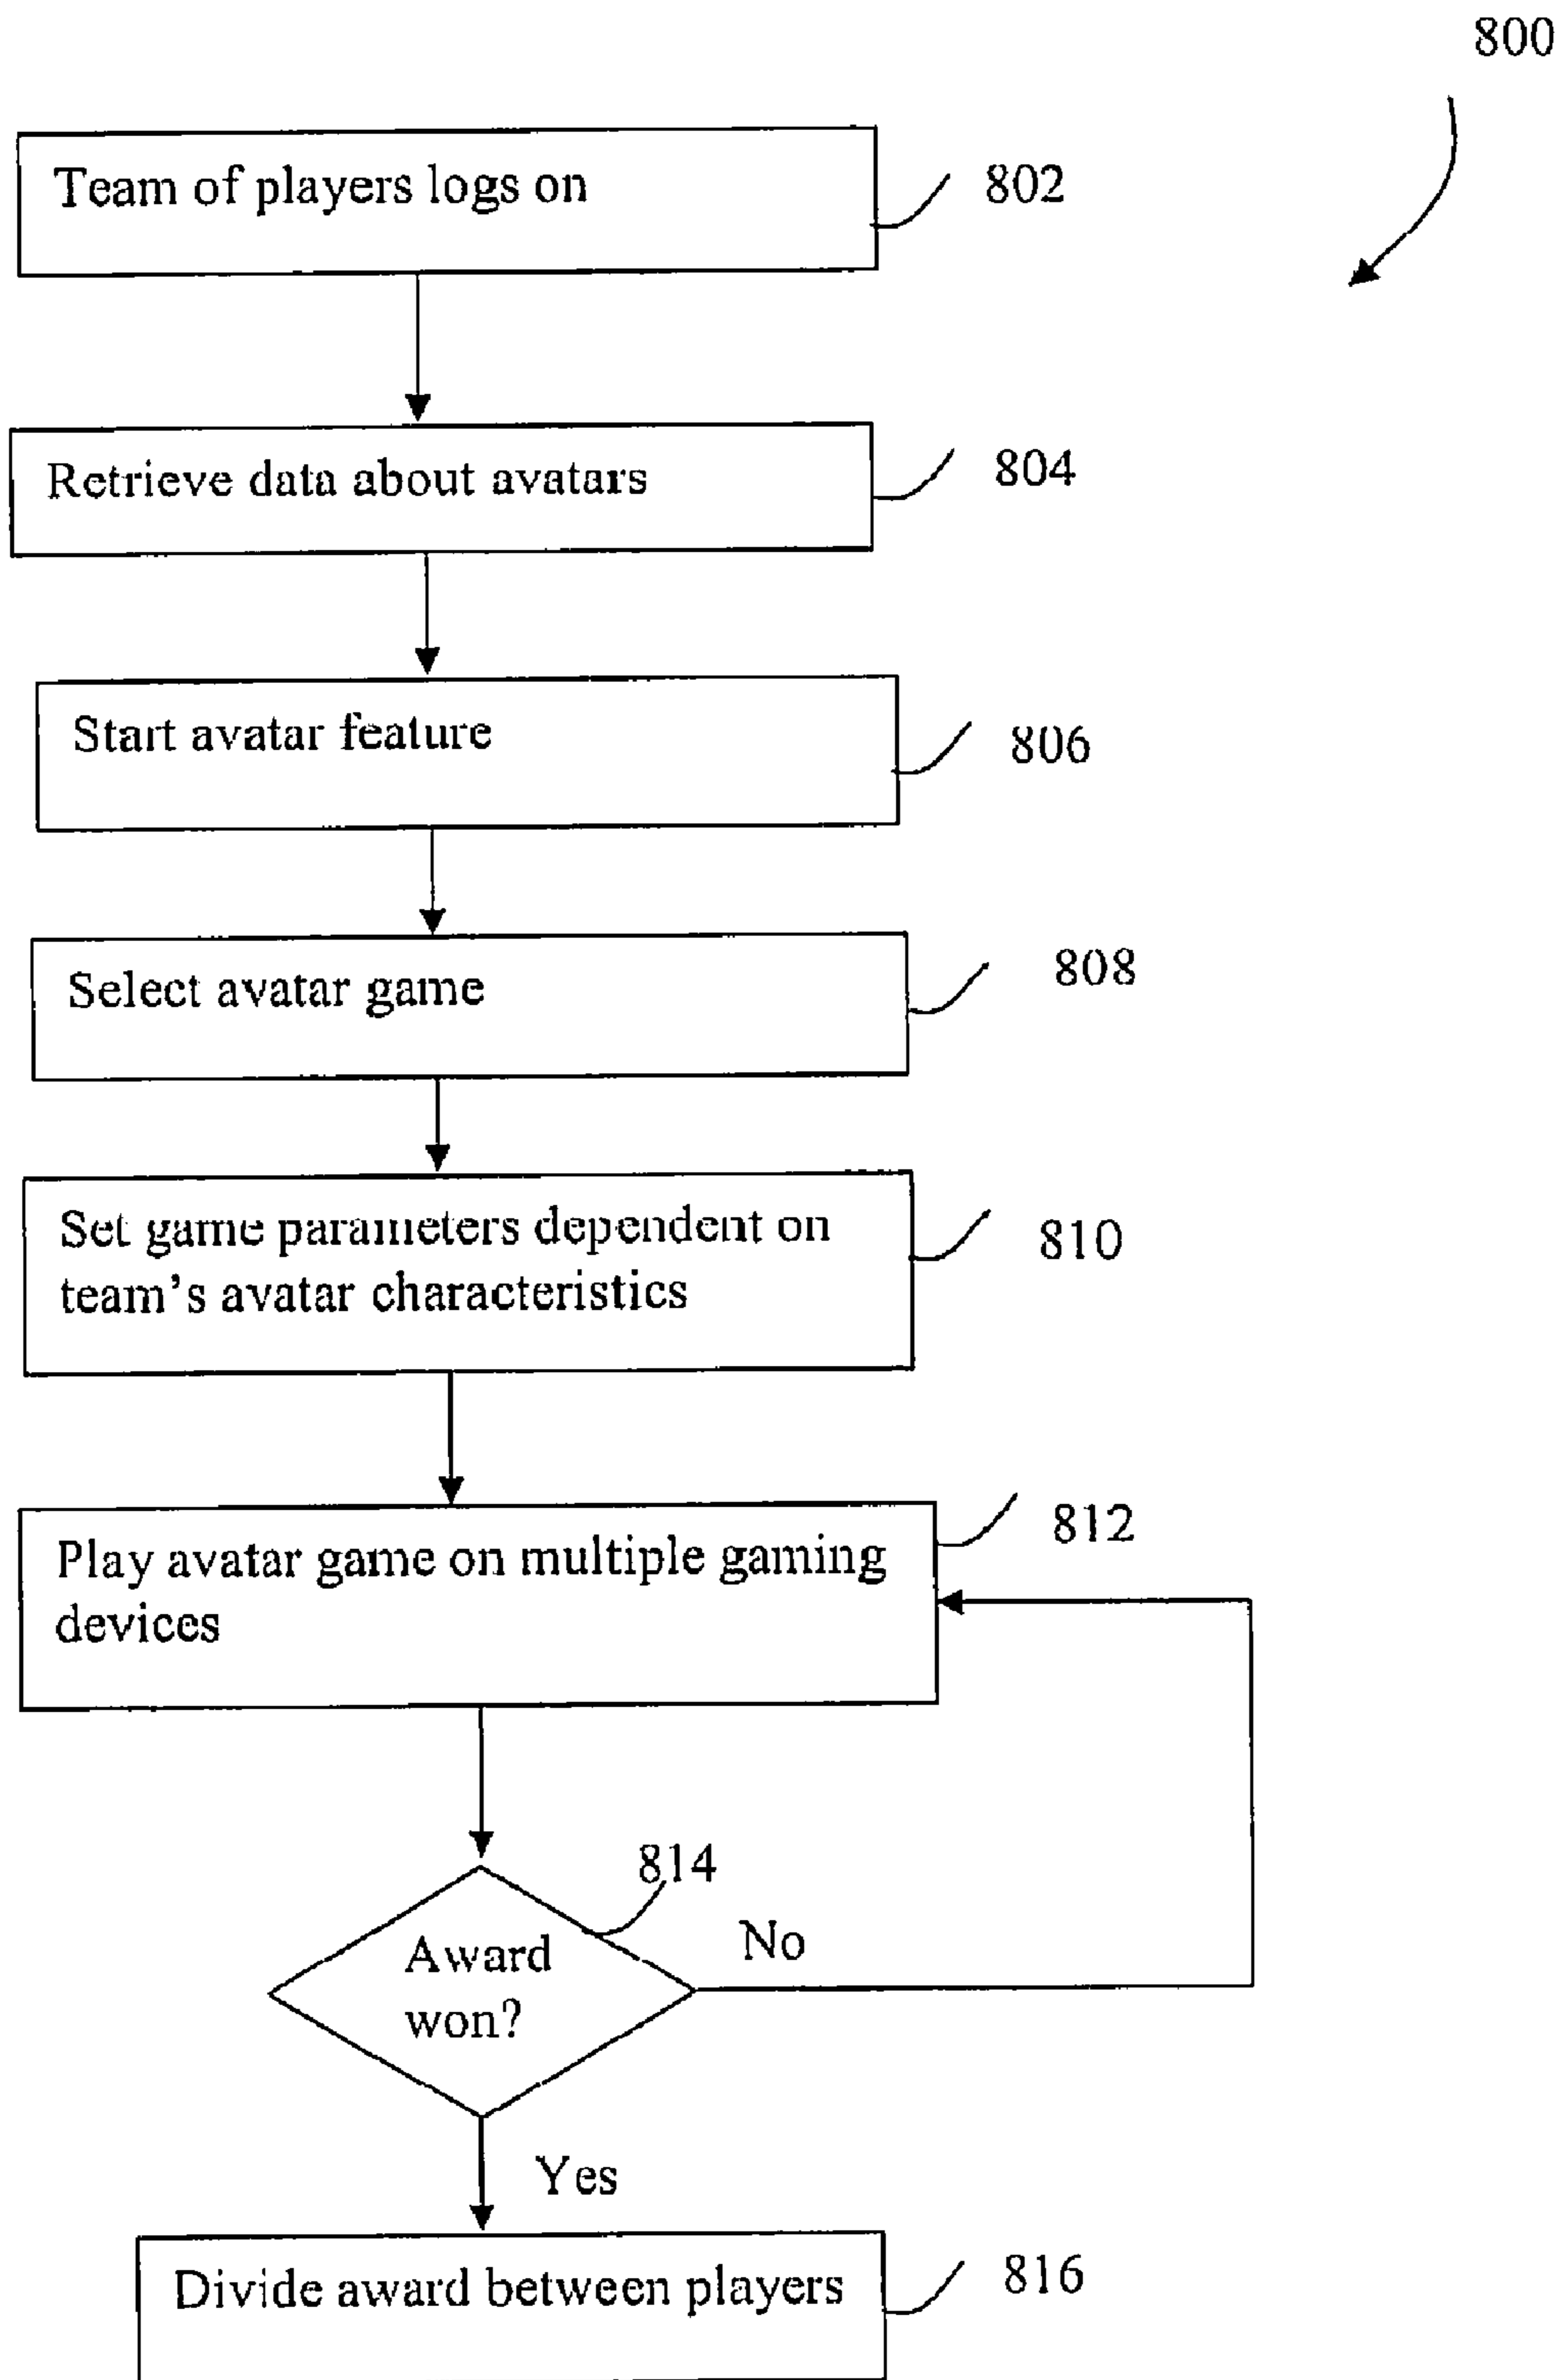 800
Team of players logs on
802
Retrieve data about avatars
804
Start avatar feature
806
Select avatar game
808
Set game parameters dependent on
team's avatar characteristics
810
Play avatar game on multiple gaming
devices
812
814
Award
won?
No
Yes
Divide award between players
816